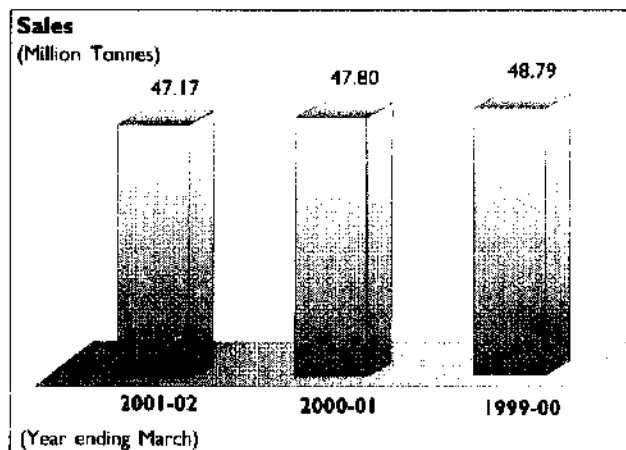 Sales
(Million Tonnes)
47.17 47.80 48.79
2001-02 2000-01 1999-00
(Year ending March)